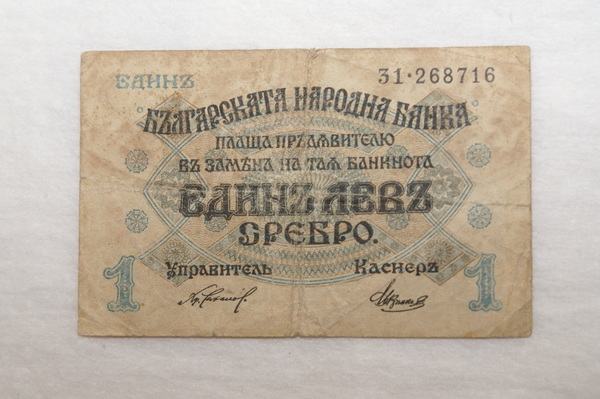 ЕДИНЪ
31·268716
БЪЛГАРСКАТА НАРОДНА БАНКА
ПЛАЩА ПРѢДЯВИТЕЛЮ
ВЪ ЗАМѢНА НА ТАЯ БАНКНОТА
ЕДИНЪ ЛЕВЪ
СРЕБРО.
Управитель Касиеръ
1 1